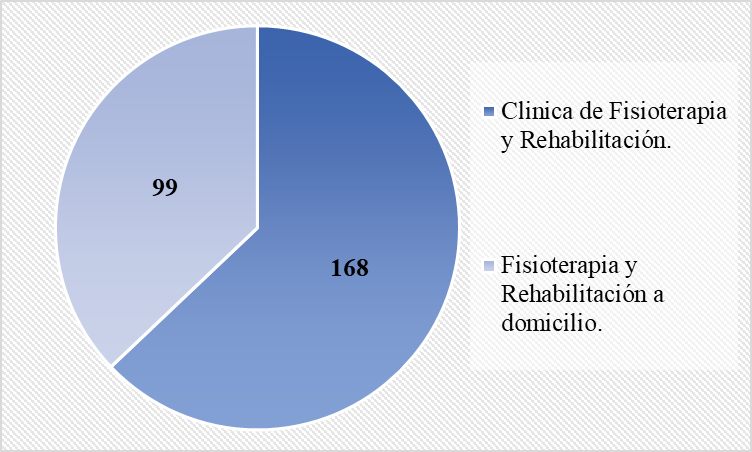 99
168
Clinica de Fisioterapia
y Rehabilitación.
Fisioterapia y
Rehabilitación a
domicilio.